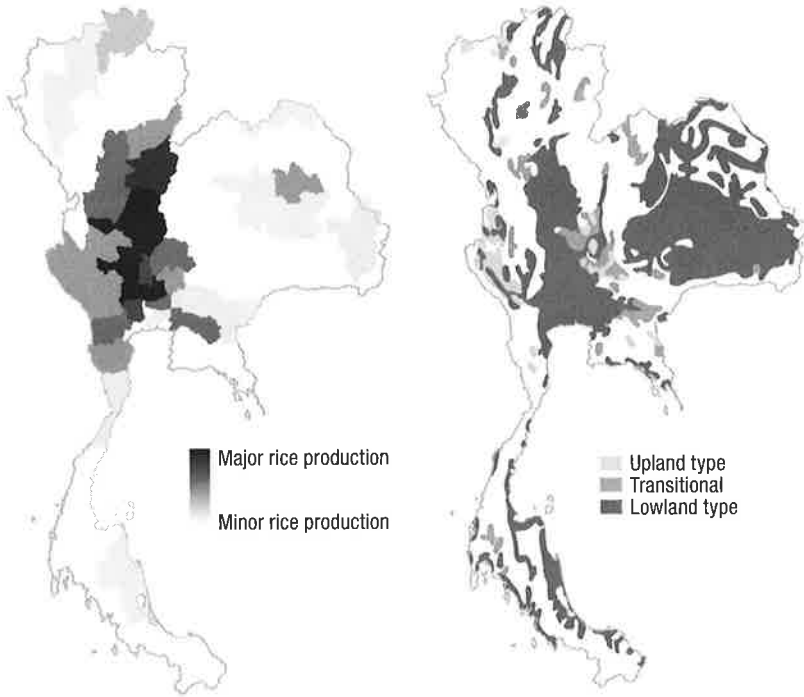 Major rice production
Minor rice production
Upland type
Transitional
Lowland type